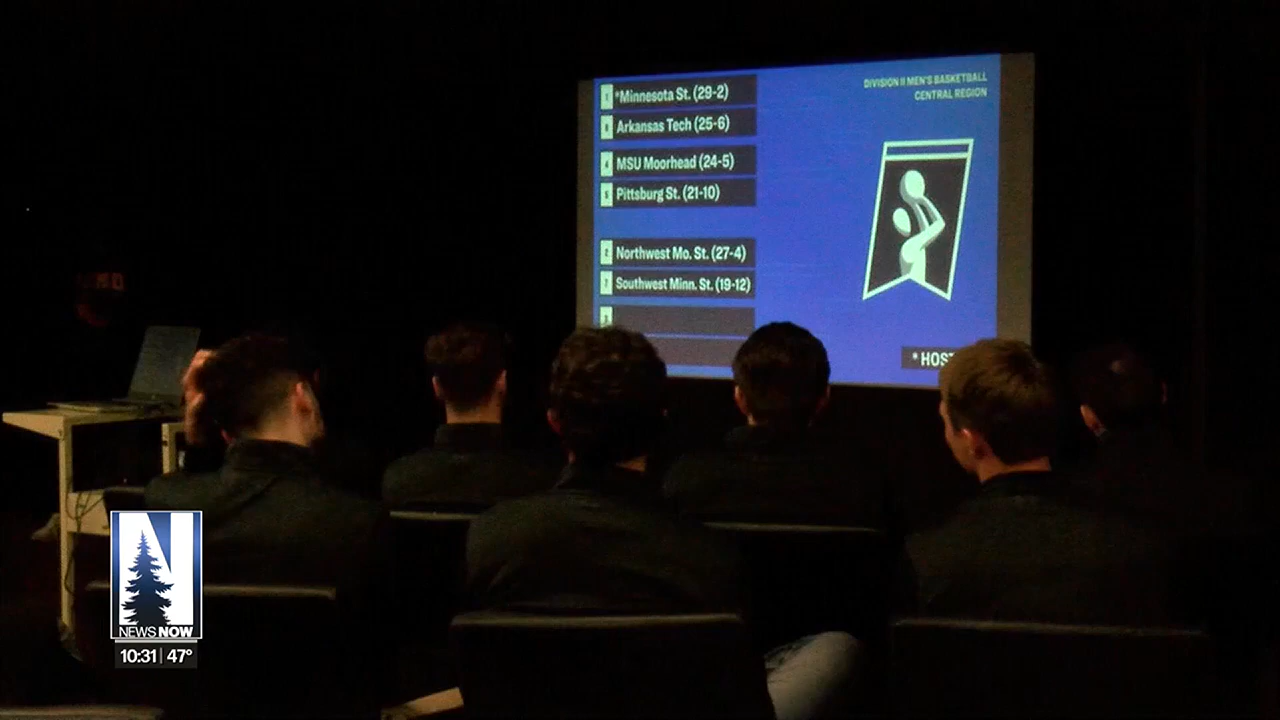 DIVISION II MEN'S BASKETBALL
CENTRAL REGION
1 *Minnesota St. (29-2)
8 Arkansas Tech (25-6)
4 MSU Moorhead (24-5)
5 Pittsburg St. (21-10)
2 Northwest Mo. St. (27-4)
7 Southwest Minn. St. (19-12)
3
* HOST
N
NEWS NOW
10:31 | 47°